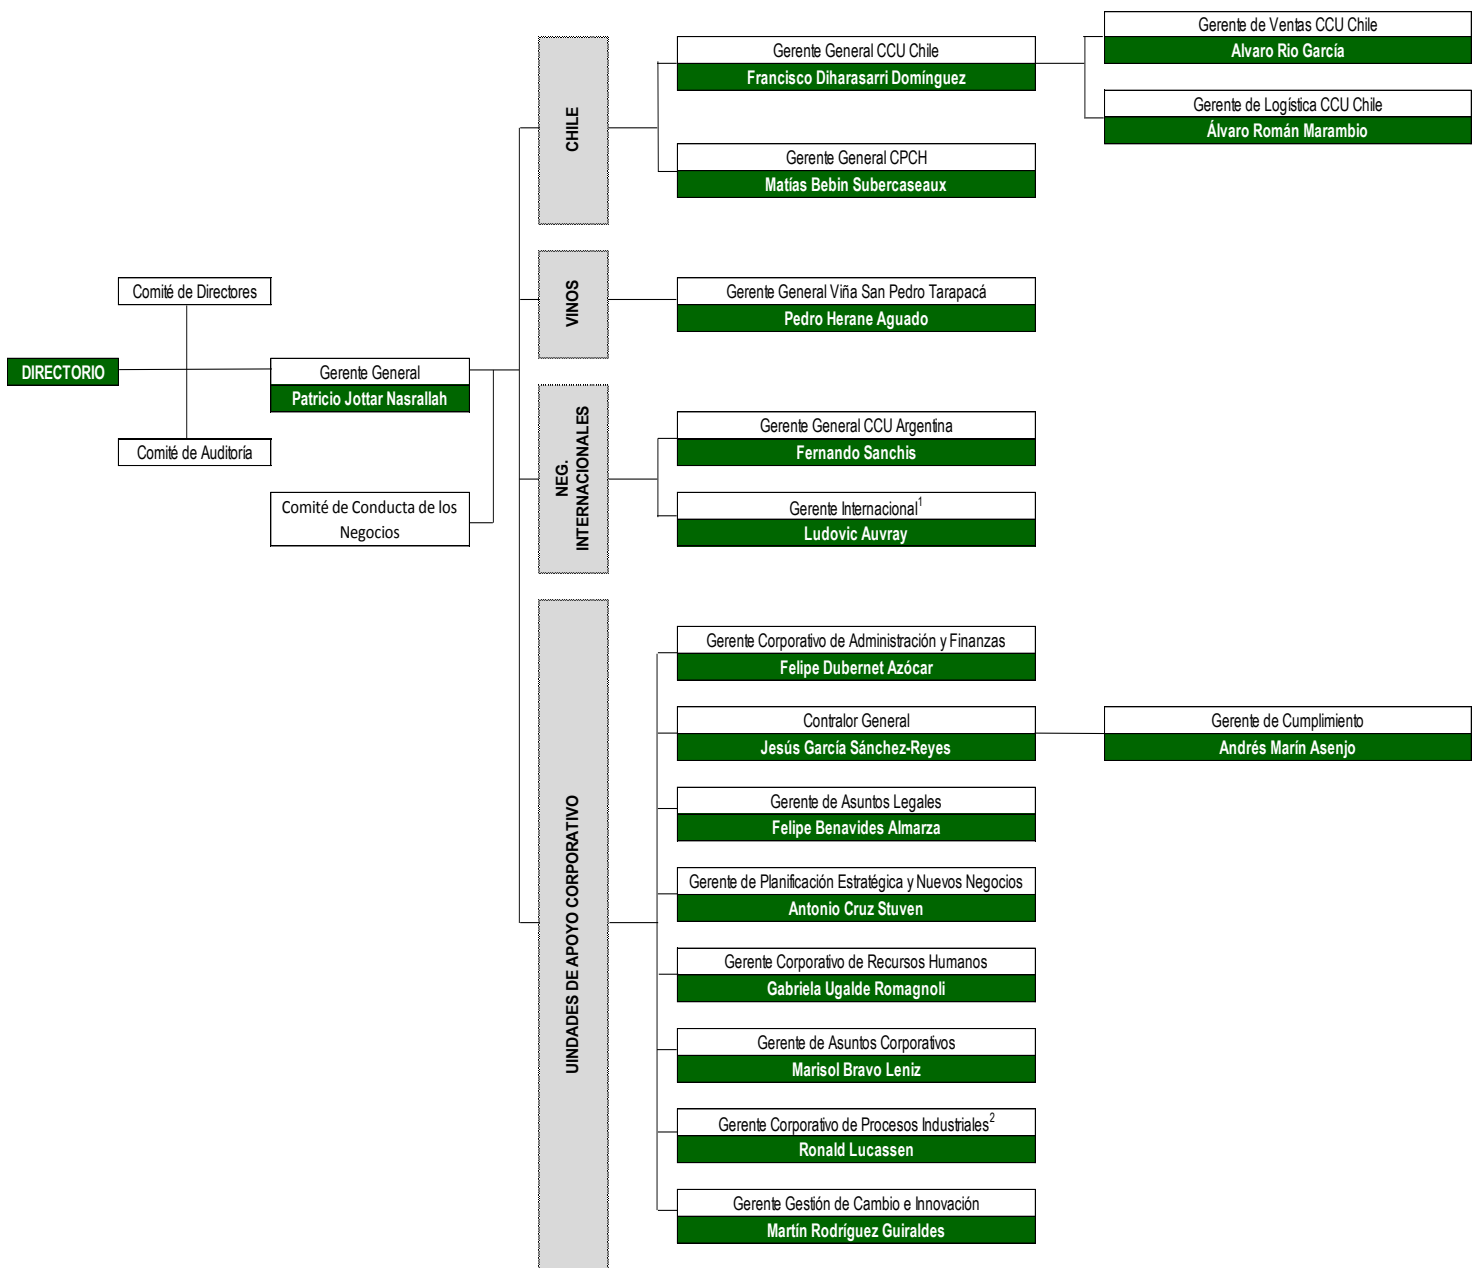 DIRECTORIO
Comité de Directores
Comité de Auditoría
Gerente General
Patricio Jottar Nasrallah
Comité de Conducta de los
Negocios
CHILE
Gerente General CCU Chile
Francisco Diharasarri Domínguez
Gerente de Ventas CCU Chile
Alvaro Rio García
Gerente de Logística CCU Chile
Álvaro Román Marambio
Gerente General CPCH
Matías Bebin Subercaseaux
VINOS
Gerente General Viña San Pedro Tarapacá
Pedro Herane Aguado
NEG.
INTERNACIONALES
Gerente General CCU Argentina
Fernando Sanchis
Gerente Internacional¹
Ludovic Auvray
UINDADES DE APOYO CORPORATIVO
Gerente Corporativo de Administración y Finanzas
Felipe Dubernet Azócar
Contralor General
Jesús García Sánchez-Reyes
Gerente de Cumplimiento
Andrés Marín Asenjo
Gerente de Asuntos Legales
Felipe Benavides Almarza
Gerente de Planificación Estratégica y Nuevos Negocios
Antonio Cruz Stuven
Gerente Corporativo de Recursos Humanos
Gabriela Ugalde Romagnoli
Gerente de Asuntos Corporativos
Marisol Bravo Leniz
Gerente Corporativo de Procesos Industriales²
Ronald Lucassen
Gerente Gestión de Cambio e Innovación
Martín Rodríguez Guiraldes